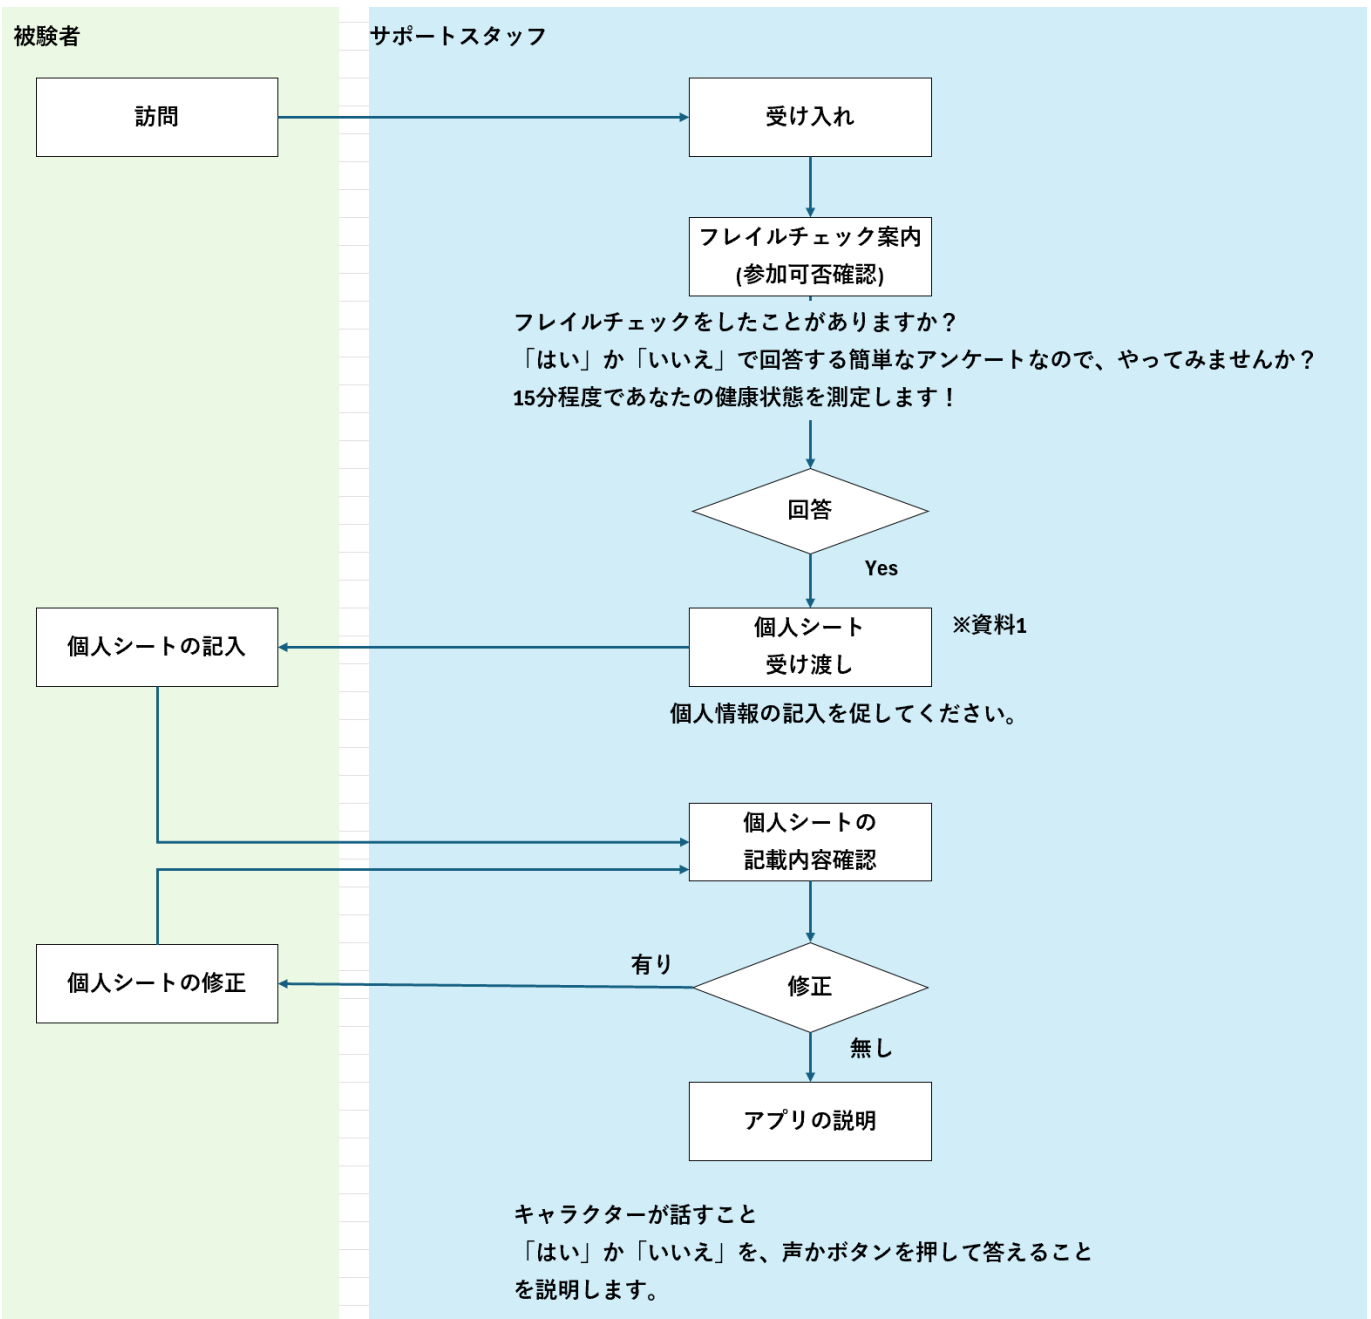 被験者
サポートスタッフ
訪問
受け入れ
フレイルチェック案内
(参加可否確認)
フレイルチェックをしたことがありますか？
「はい」か「いいえ」で回答する簡単なアンケートなので、やってみませんか？
15分程度であなたの健康状態を測定します！
回答
Yes
個人シートの記入
個人シート
受け渡し
※資料1
個人情報の記入を促してください。
個人シートの
記載内容確認
有り
個人シートの修正
修正
無し
アプリの説明
キャラクターが話すこと
「はい」か「いいえ」を、声かボタンを押して答えること
を説明します。